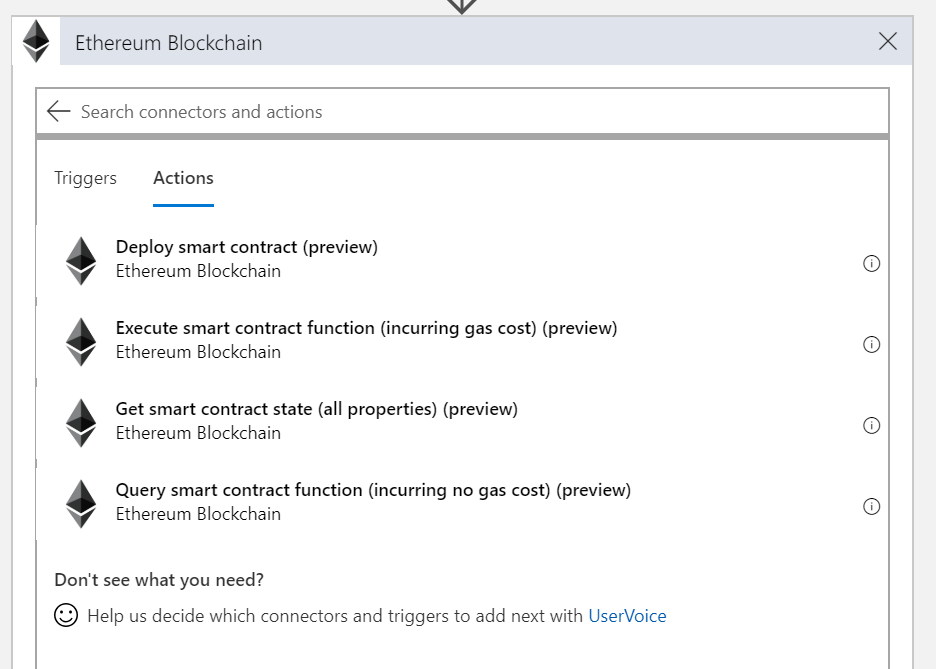 Ethereum Blockchain
Search connectors and actions
Triggers Actions
Deploy smart contract (preview)
Ethereum Blockchain
Execute smart contract function (incurring gas cost) (preview)
Ethereum Blockchain
Get smart contract state (all properties) (preview)
Ethereum Blockchain
Query smart contract function (incurring no gas cost) (preview)
Ethereum Blockchain
Don't see what you need?
Help us decide which connectors and triggers to add next with UserVoice